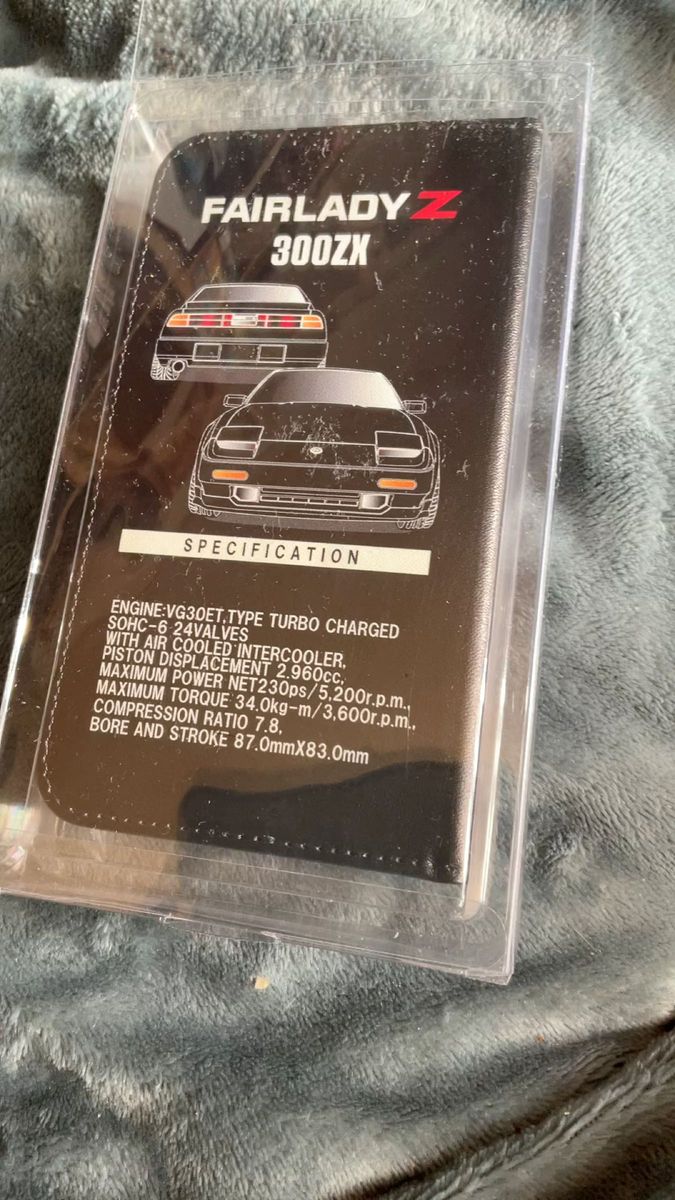 FAIRLADY Z
300ZX
SPECIFICATION
ENGINE:VG30ET,TYPE TURBO CHARGED
SOHC-6 24VALVES
WITH AIR COOLED INTERCOOLER,
PISTON DISPLACEMENT 2.960cc,
MAXIMUM POWER NET230ps/5,200r.p.m.,
MAXIMUM TORQUE 34.0kg-m/3,600r.p.m.,
COMPRESSION RATIO 7.8,
BORE AND STROKE 87.0mmX83.0mm